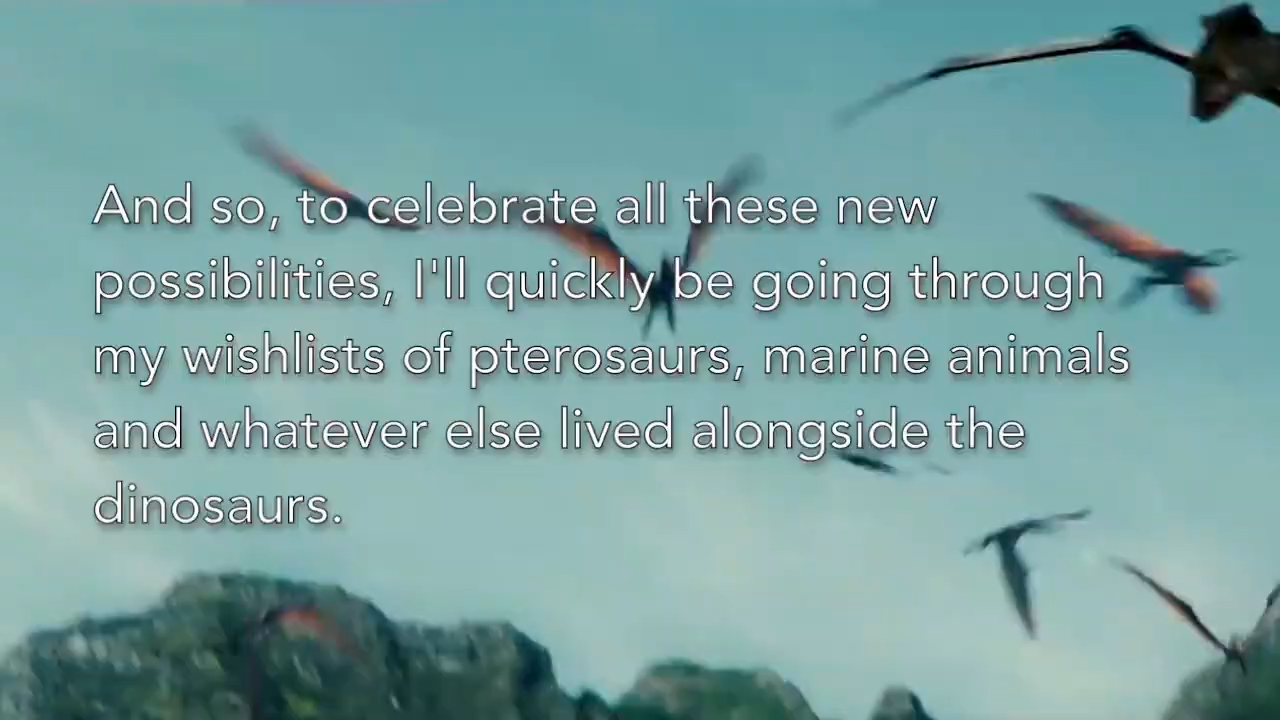 And so, to celebrate all these new
possibilities, I'll quickly be going through
my wishlists of pterosaurs, marine animals
and whatever else lived alongside the
dinosaurs.